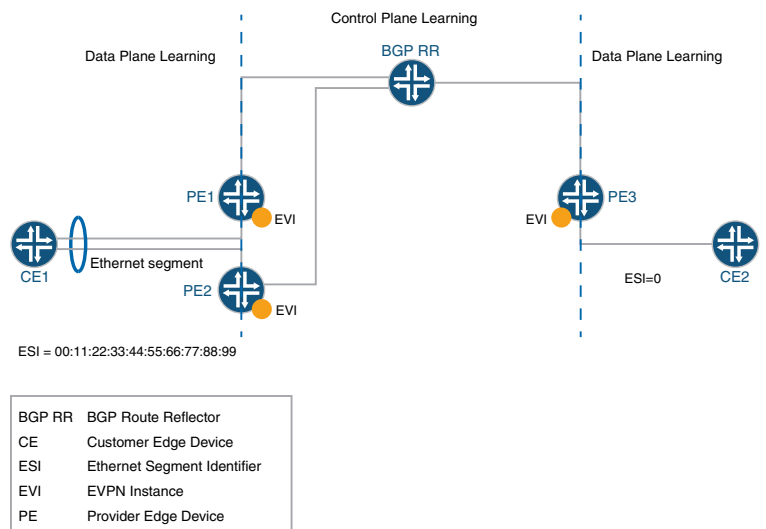 Control Plane Learning
Data Plane Learning
BGP RR
Data Plane Learning
PE1
EVI
PE3
EVI
CE1
Ethernet segment
PE2
EVI
ESI=0
CE2
ESI = 00:11:22:33:44:55:66:77:88:99
BGP RR BGP Route Reflector
CE Customer Edge Device
ESI Ethernet Segment Identifier
EVI EVPN Instance
PE Provider Edge Device